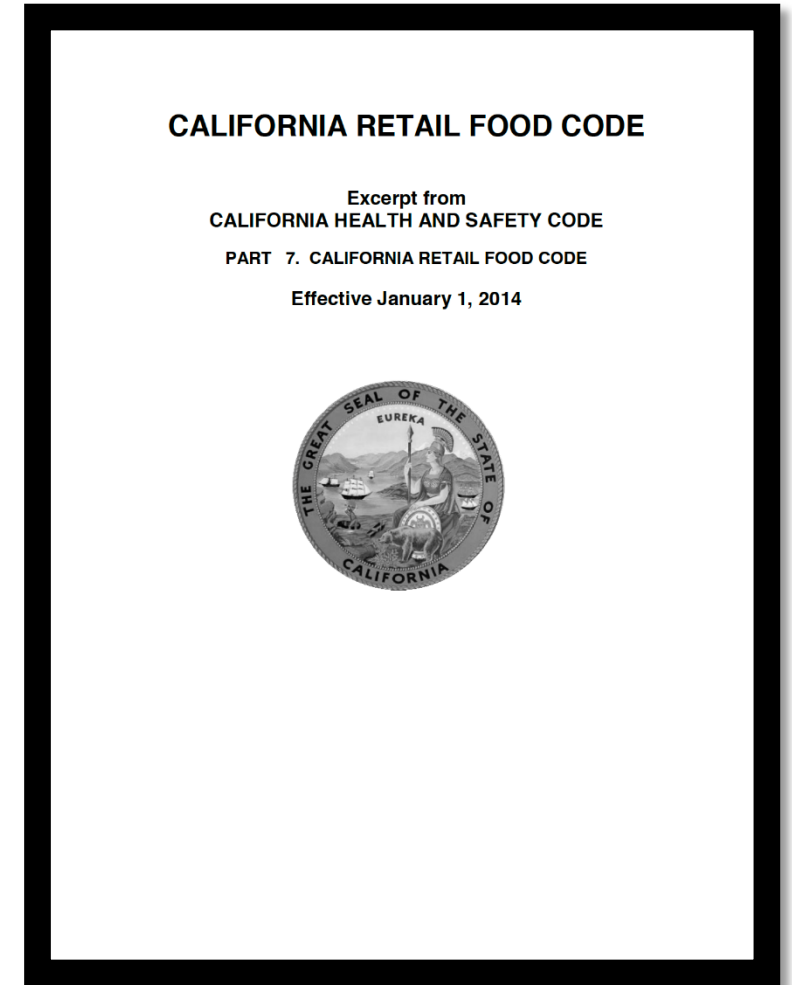 CALIFORNIA RETAIL FOOD CODE
Excerpt from
CALIFORNIA HEALTH AND SAFETY CODE
PART 7. CALIFORNIA RETAIL FOOD CODE
Effective January 1, 2014
THE GREAT SEAL OF THE STATE OF CALIFORNIA
EUREKA